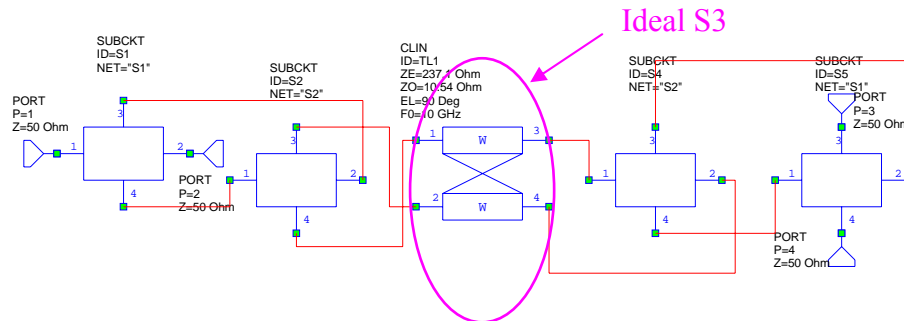 Ideal S3
SUBCKT
ID=S1
NET="S1"
SUBCKT
ID=S2
NET="S2"
CLIN
ID=TL1
ZE=237.1 Ohm
ZO=10.54 Ohm
EL=90 Deg
F0=10 GHz
SUBCKT
ID=S4
NET="S2"
SUBCKT
ID=S5
NET="S1"
PORT
P=1
Z=50 Ohm
PORT
P=3
Z=50 Ohm
3
1
2
4
PORT
P=2
Z=50 Ohm
3
1
2
4
1
W
3
2
W
4
3
1
2
4
3
1
2
4
PORT
P=4
Z=50 Ohm